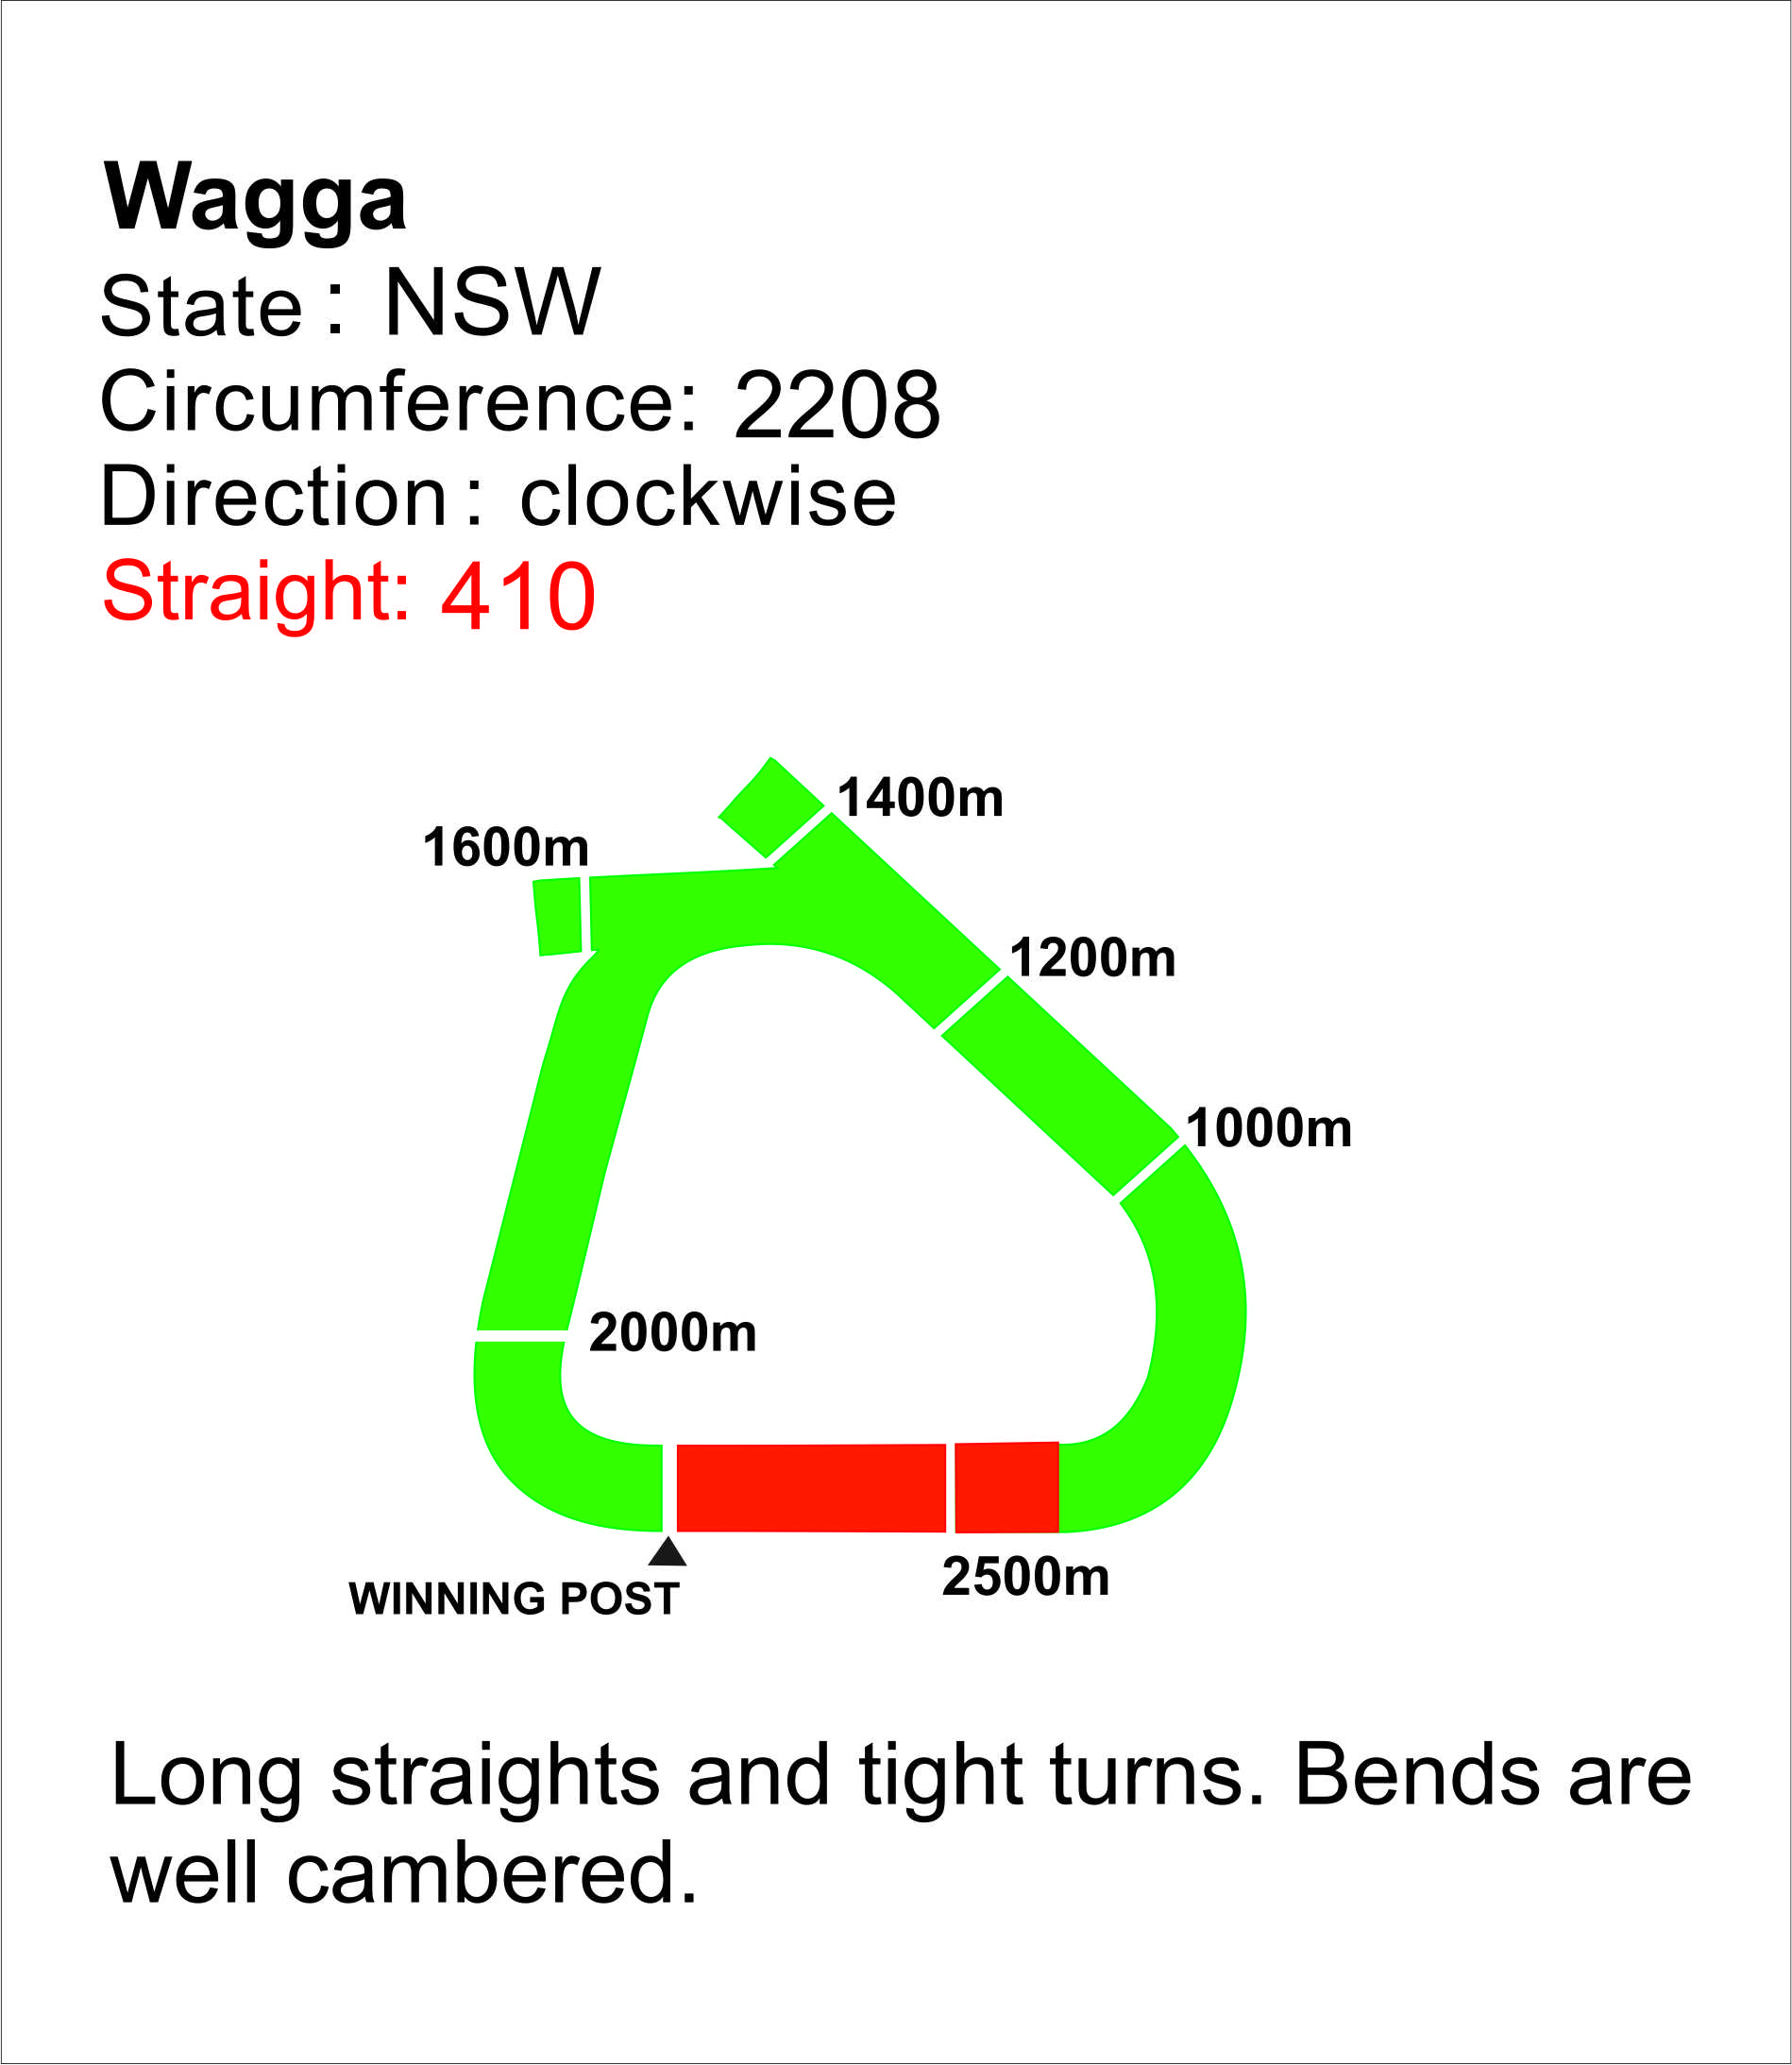 Wagga
State : NSW
Circumference: 2208
Direction : clockwise
Straight: 410
1400m
1600m
1200m
1000m
2000m
2500m
WINNING POST
Long straights and tight turns. Bends are
well cambered.